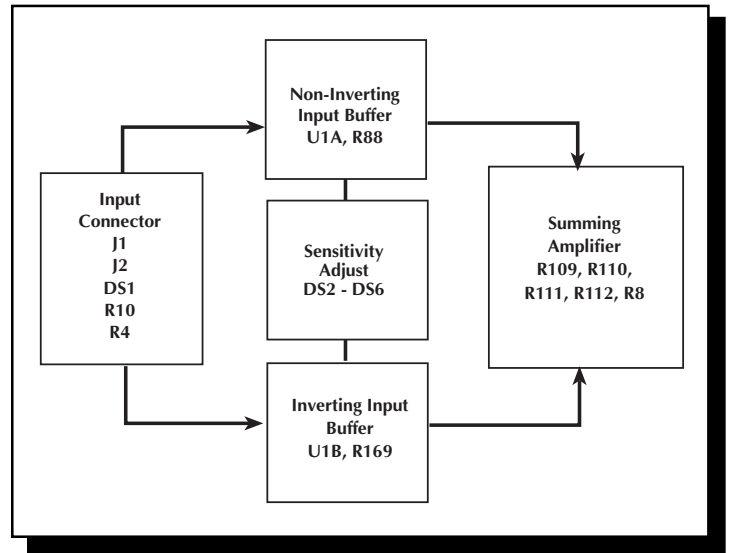 Non-Inverting
Input Buffer
U1A, R88
Input
Connector
J1
J2
DS1
R10
R4
Sensitivity
Adjust
DS2 - DS6
Summing
Amplifier
R109, R110,
R111, R112, R8
Inverting Input
Buffer
U1B, R169